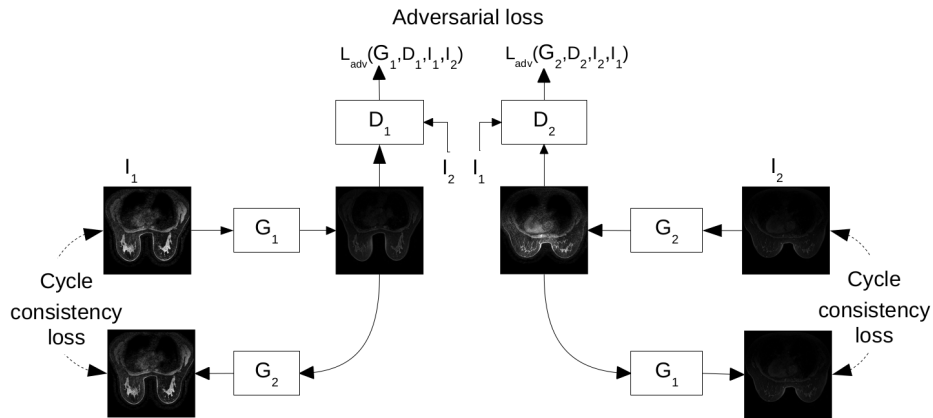 Adversarial loss
L_adv(G_1,D_1,I_1,I_2)
L_adv(G_2,D_2,I_2,I_1)
D_1
D_2
I_2
I_1
I_1
I_2
G_1
G_2
Cycle
consistency
loss
Cycle
consistency
loss
G_2
G_1